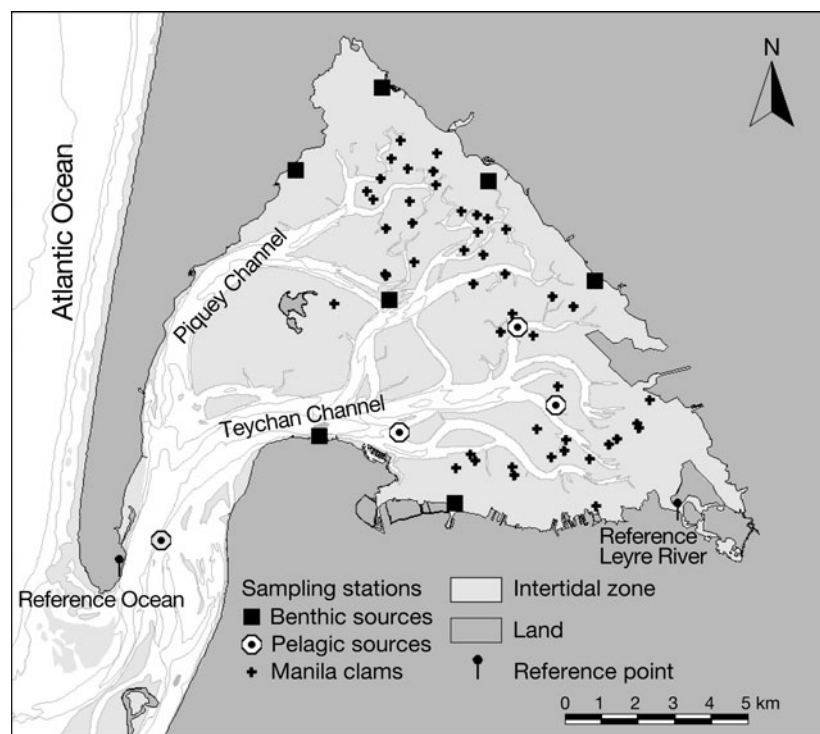 N
Atlantic Ocean
Piquey Channel
Teychan Channel
Reference
Leyre River
Reference Ocean
Sampling stations
Benthic sources
Pelagic sources
Manila clams
Intertidal zone
Land
Reference point
0 1 2 3 4 5 km